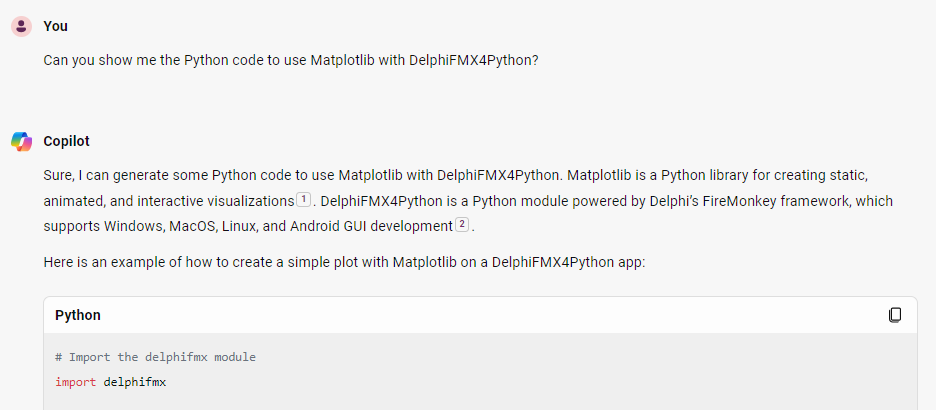 You
Can you show me the Python code to use Matplotlib with DelphiFMX4Python?
Copilot
Sure, I can generate some Python code to use Matplotlib with DelphiFMX4Python. Matplotlib is a Python library for creating static,
animated, and interactive visualizations 1 . DelphiFMX4Python is a Python module powered by Delphi’s FireMonkey framework, which
supports Windows, MacOS, Linux, and Android GUI development 2 .
Here is an example of how to create a simple plot with Matplotlib on a DelphiFMX4Python app:
Python
# Import the delphifmx module
import delphifmx